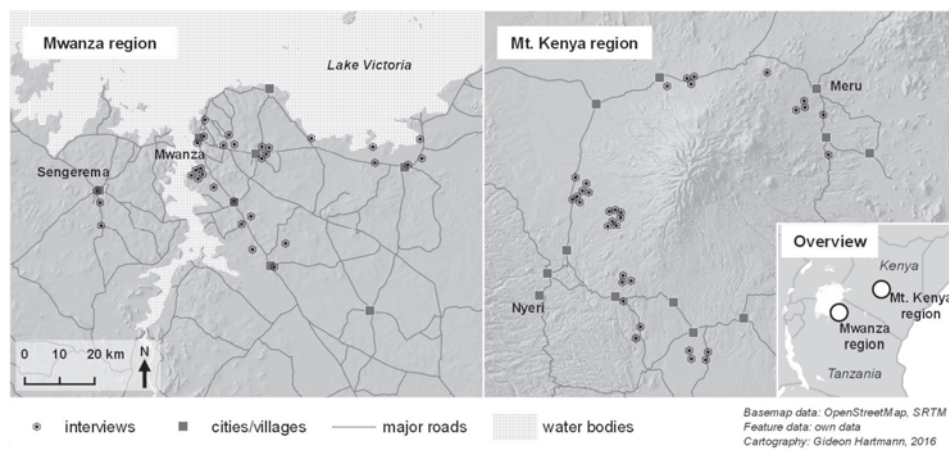 Mwanza region
Lake Victoria
Mwanza
Sengerema
0 10 20 km
N
Mt. Kenya region
Meru
Nyeri
Overview
Kenya
Mt. Kenya
region
Mwanza
region
Tanzania
interviews
cities/villages
major roads
water bodies
Basemap data: OpenStreetMap, SRTM
Feature data: own data
Cartography: Gideon Hartmann, 2016